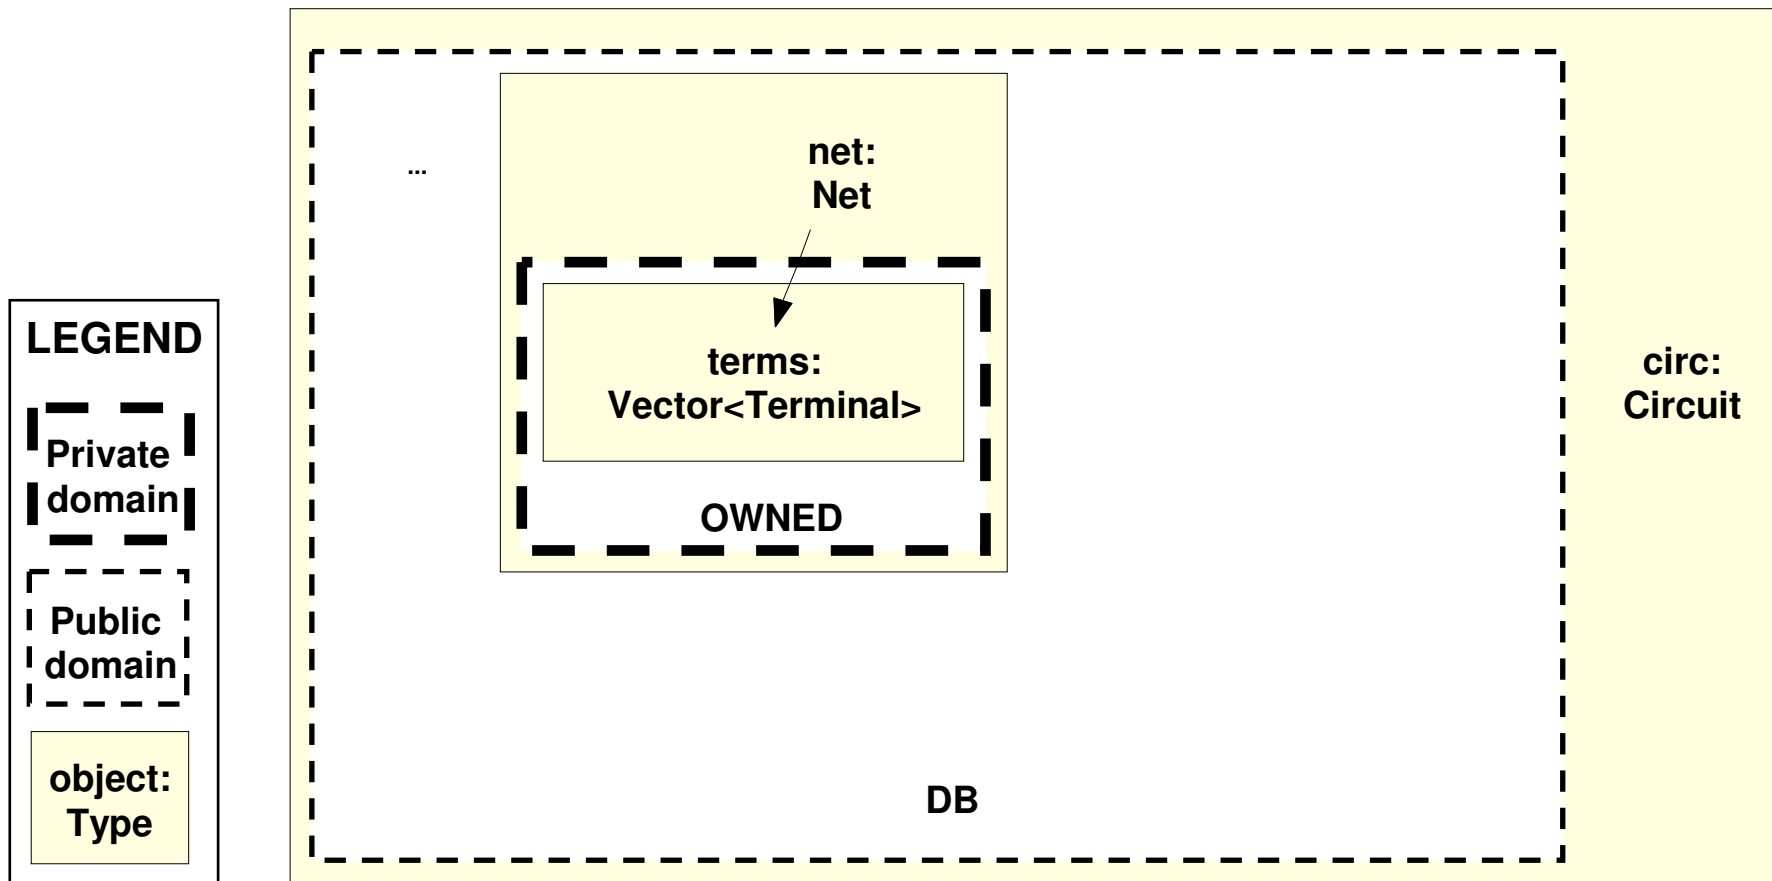 LEGEND
Private
domain
Public
domain
object:
Type
...
net:
Net
terms:
Vector<Terminal>
OWNED
DB
circ:
Circuit